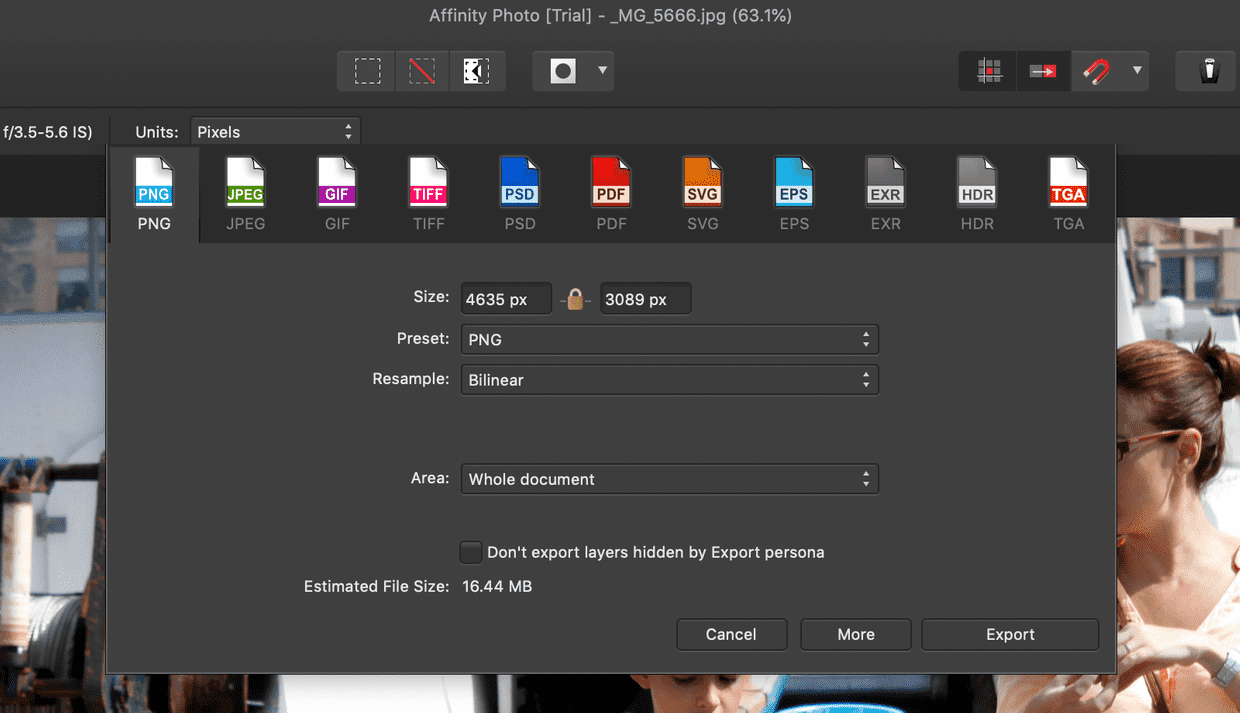 Affinity Photo [Trial] - _MG_5666.jpg (63.1%)
f/3.5-5.6 IS) Units: Pixels
PNG JPEG GIF TIFF PSD PDF SVG EPS EXR HDR TGA
PNG JPEG GIF TIFF PSD PDF SVG EPS EXR HDR TGA
Size: 4635 px 3089 px
Preset: PNG
Resample: Bilinear
Area: Whole document
Don't export layers hidden by Export persona
Estimated File Size: 16.44 MB
Cancel More Export